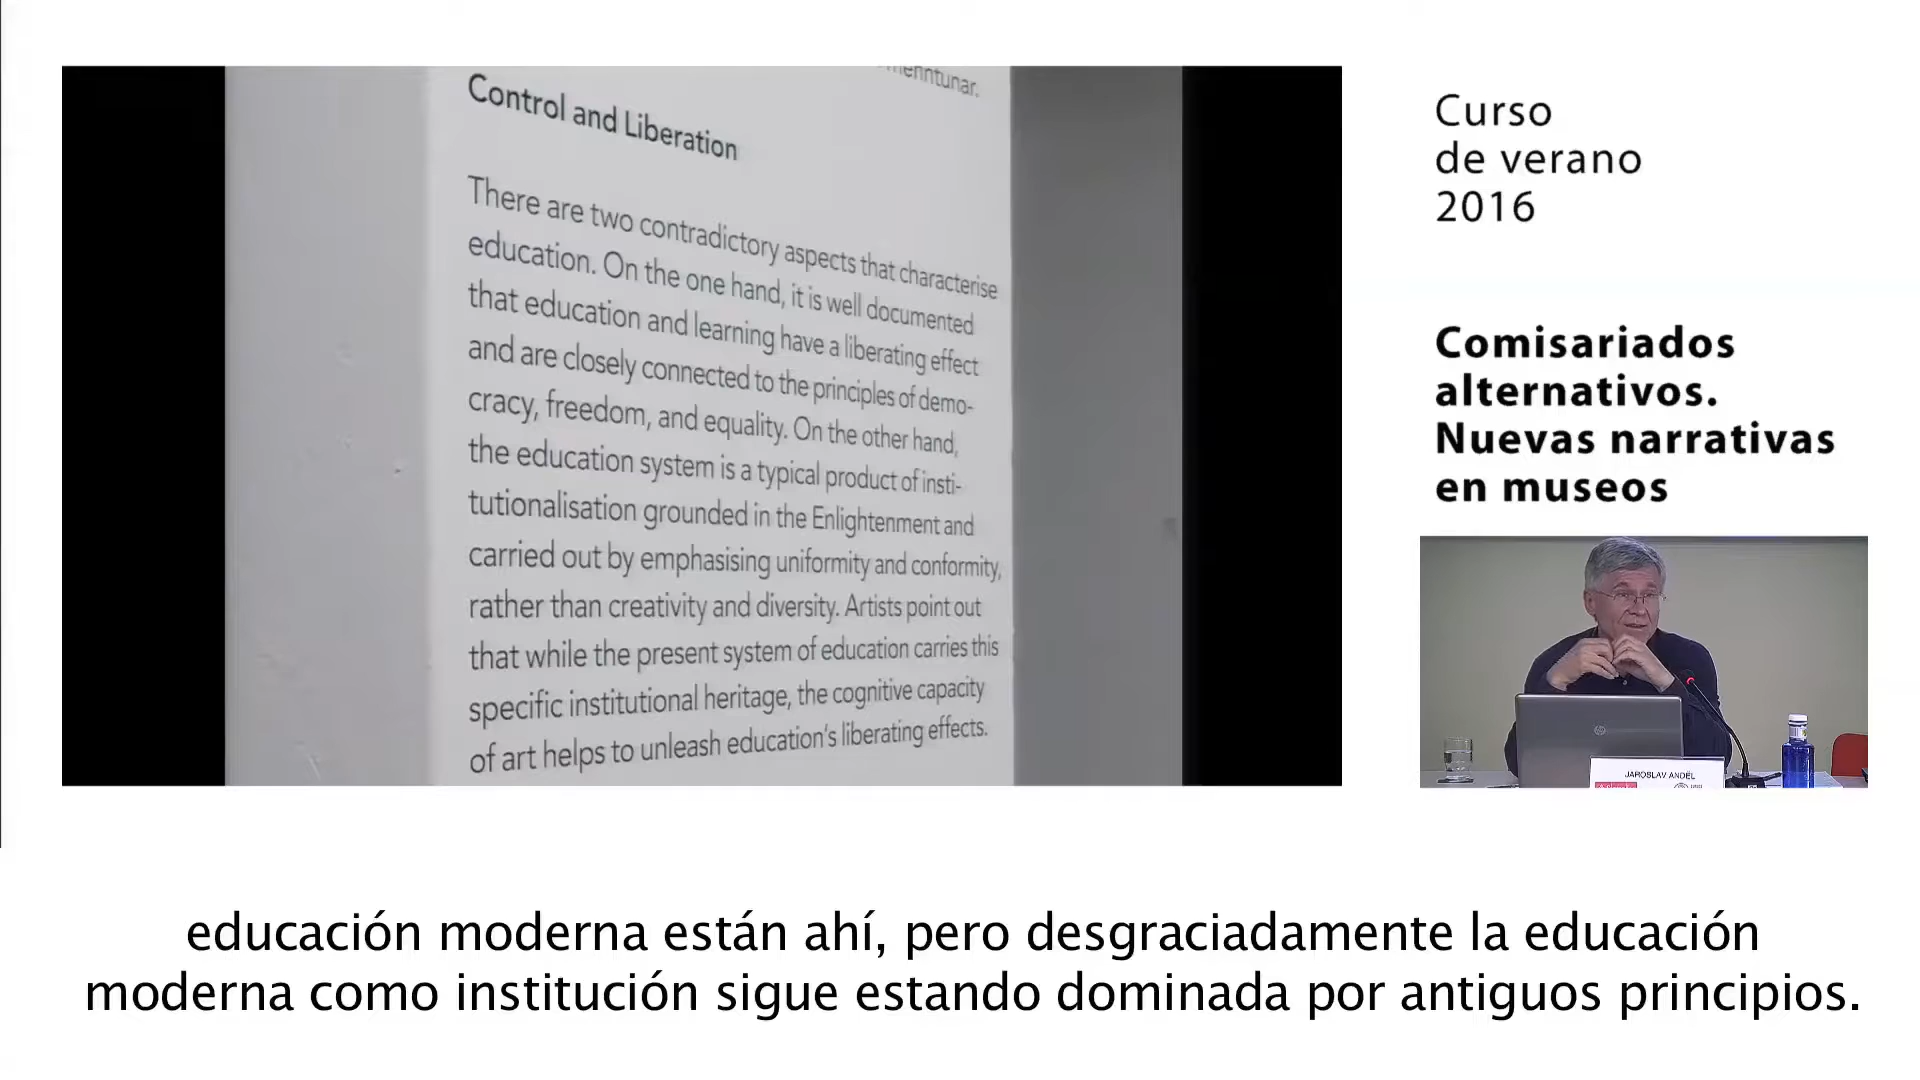 menntunar.
Control and Liberation
There are two contradictory aspects that characterise
education. On the one hand, it is well documented
that education and learning have a liberating effect
and are closely connected to the principles of demo-
cracy, freedom, and equality. On the other hand,
the education system is a typical product of insti-
tutionalisation grounded in the Enlightenment and
carried out by emphasising uniformity and conformity,
rather than creativity and diversity. Artists point out
that while the present system of education carries this
specific institutional heritage, the cognitive capacity
of art helps to unleash education's liberating effects.
Curso
de verano
2016
Comisariados
alternativos.
Nuevas narrativas
en museos
hp
JAROSLAV ANDĚL
educación moderna están ahí, pero desgraciadamente la educación
moderna como institución sigue estando dominada por antiguos principios.